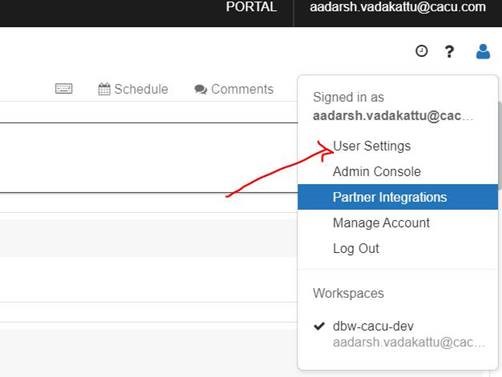 PORTAL aadarsh.vadakattu@cacu.com
?
Schedule Comments
Signed in as
aadarsh.vadakattu@cac...
User Settings
Admin Console
Partner Integrations
Manage Account
Log Out
Workspaces
dbw-cacu-dev
aadarsh.vadakattu@cac...